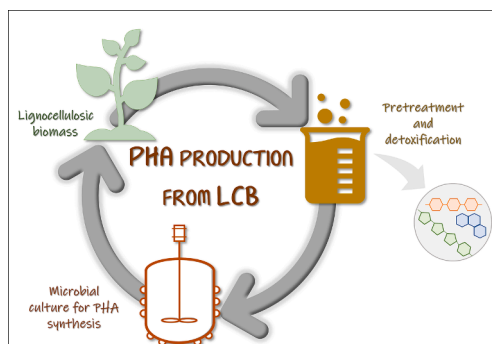 Lignocellulosic
biomass
Pretreatment
and
detoxification
PHA PRODUCTION
FROM LCB
Microbial
culture for PHA
synthesis